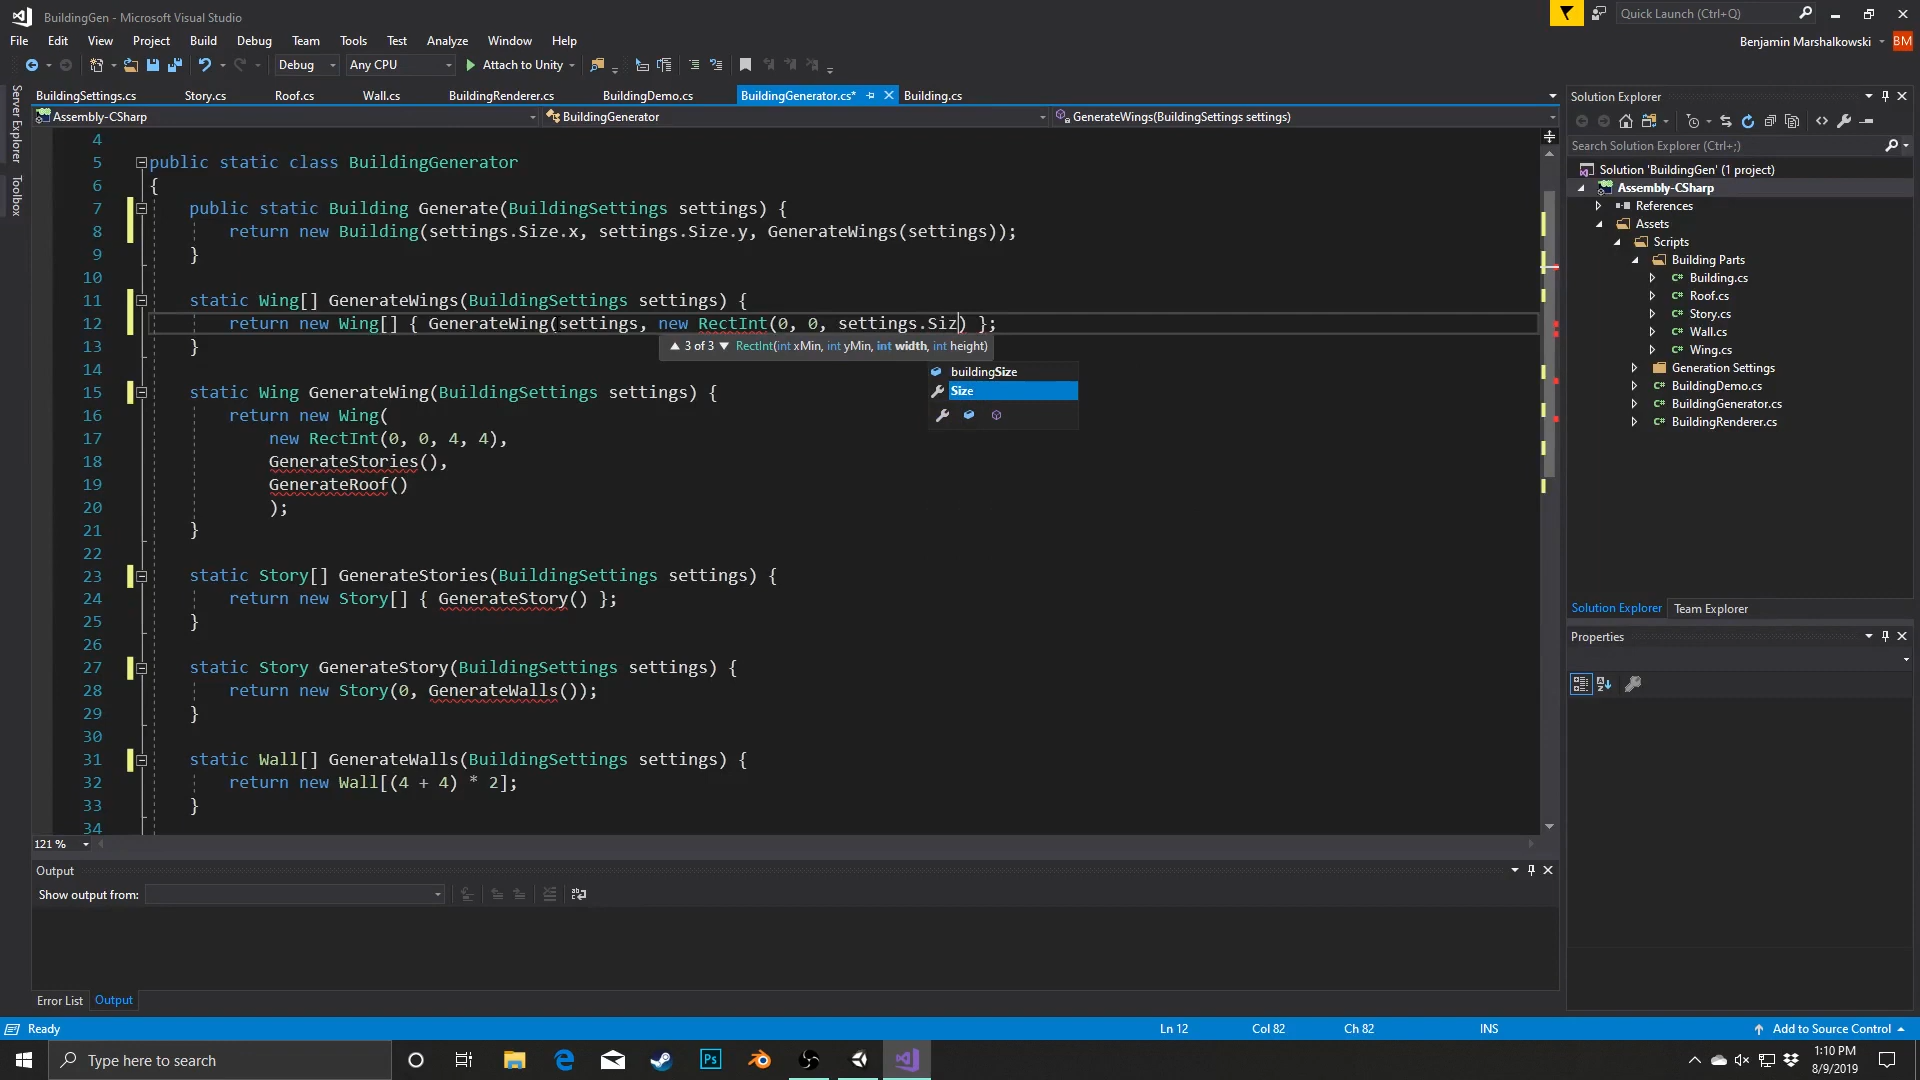 BuildingGen - Microsoft Visual Studio
Quick Launch (Ctrl+Q)
File Edit View Project Build Debug Team Tools Test Analyze Window Help
Benjamin Marshalkowski BM
Debug Any CPU Attach to Unity
Server Explorer
Toolbox
BuildingSettings.cs Story.cs Roof.cs Wall.cs BuildingRenderer.cs BuildingDemo.cs BuildingGenerator.cs* Building.cs
Assembly-CSharp BuildingGenerator GenerateWings(BuildingSettings settings)
4
5 public static class BuildingGenerator
6 {
7 public static Building Generate(BuildingSettings settings) {
8 return new Building(settings.Size.x, settings.Size.y, GenerateWings(settings));
9 }
10
11 static Wing[] GenerateWings(BuildingSettings settings) {
12 return new Wing[] { GenerateWing(settings, new RectInt(0, 0, settings.Siz) };
13 }
3 of 3 RectInt(int xMin, int yMin, int width, int height)
14
buildingSize
Size
15 static Wing GenerateWing(BuildingSettings settings) {
16 return new Wing(
17 new RectInt(0, 0, 4, 4),
18 GenerateStories(),
19 GenerateRoof()
20 );
21 }
22
23 static Story[] GenerateStories(BuildingSettings settings) {
24 return new Story[] { GenerateStory() };
25 }
26
27 static Story GenerateStory(BuildingSettings settings) {
28 return new Story(0, GenerateWalls());
29 }
30
31 static Wall[] GenerateWalls(BuildingSettings settings) {
32 return new Wall[(4 + 4) * 2];
33 }
34
121 %
Output
Show output from:
Error List Output
Solution Explorer
Search Solution Explorer (Ctrl+;)
Solution 'BuildingGen' (1 project)
Assembly-CSharp
References
Assets
Scripts
Building Parts
C# Building.cs
C# Roof.cs
C# Story.cs
C# Wall.cs
C# Wing.cs
Generation Settings
C# BuildingDemo.cs
C# BuildingGenerator.cs
C# BuildingRenderer.cs
Solution Explorer Team Explorer
Properties
Ready Ln 12 Col 82 Ch 82 INS Add to Source Control
Type here to search
Ps
1:10 PM
8/9/2019